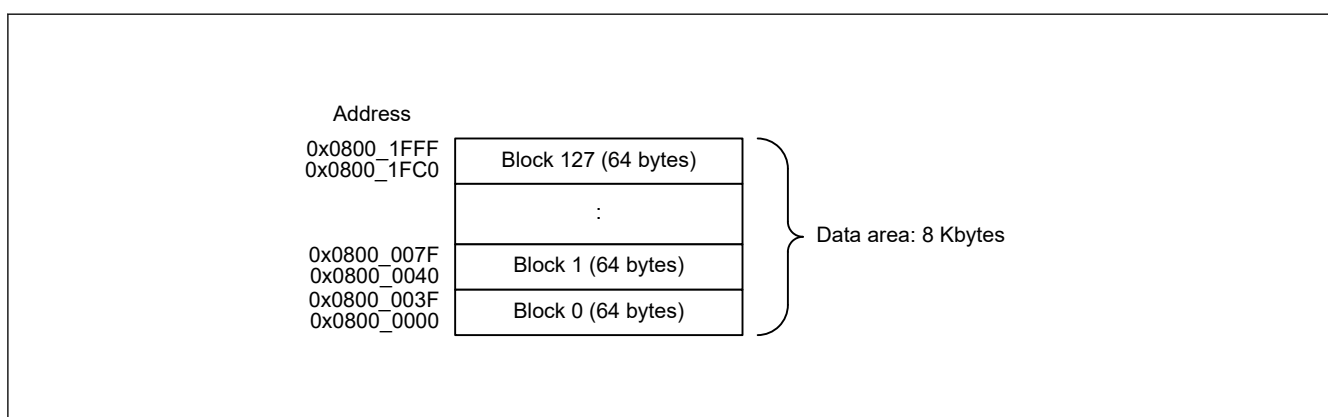 Address
0x0800_1FFF
0x0800_1FC0
Block 127 (64 bytes)
:
Data area: 8 Kbytes
0x0800_007F
0x0800_0040
Block 1 (64 bytes)
0x0800_003F
0x0800_0000
Block 0 (64 bytes)